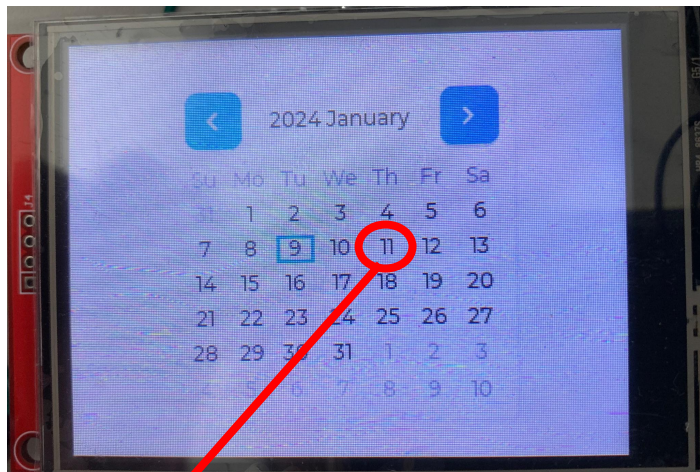 < 2024 January >
Su Mo Tu We Th Fr Sa
31 1 2 3 4 5 6
7 8 9 10 11 12 13
14 15 16 17 18 19 20
21 22 23 24 25 26 27
28 29 30 31 1 2 3
4 5 6 7 8 9 10
J4